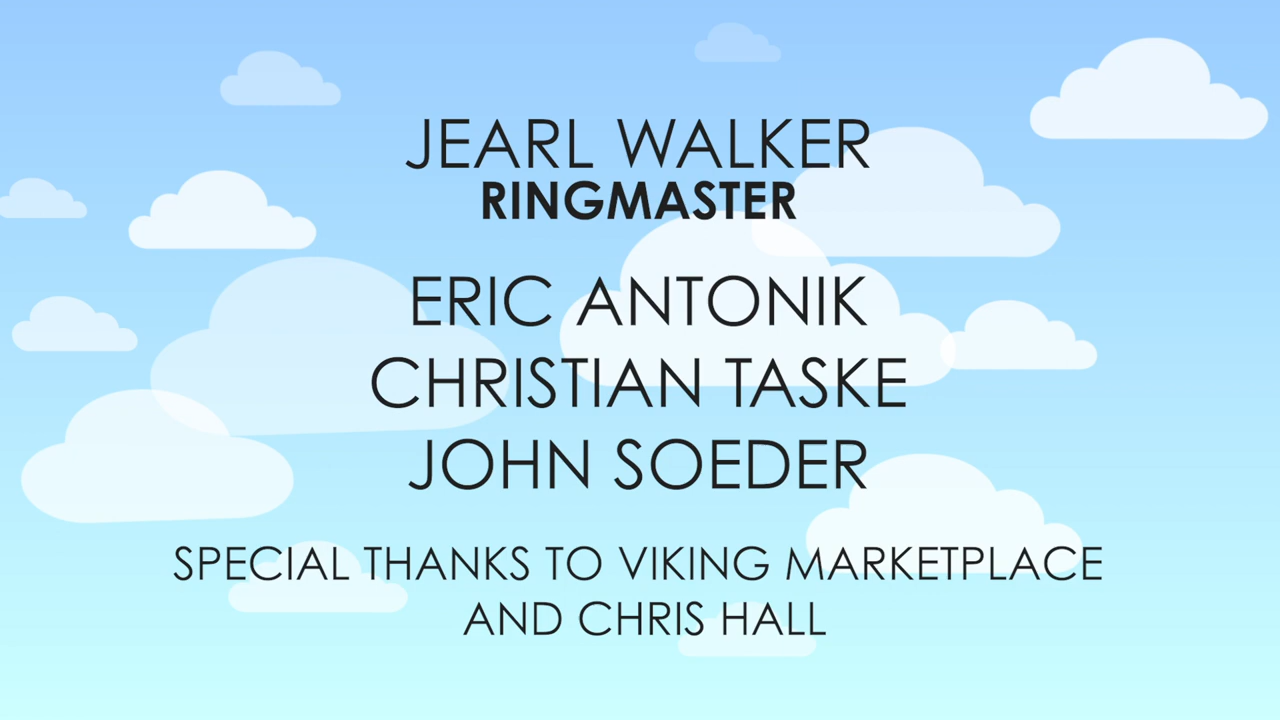 JEARL WALKER
RINGMASTER
ERIC ANTONIK
CHRISTIAN TASKE
JOHN SOEDER
SPECIAL THANKS TO VIKING MARKETPLACE
AND CHRIS HALL